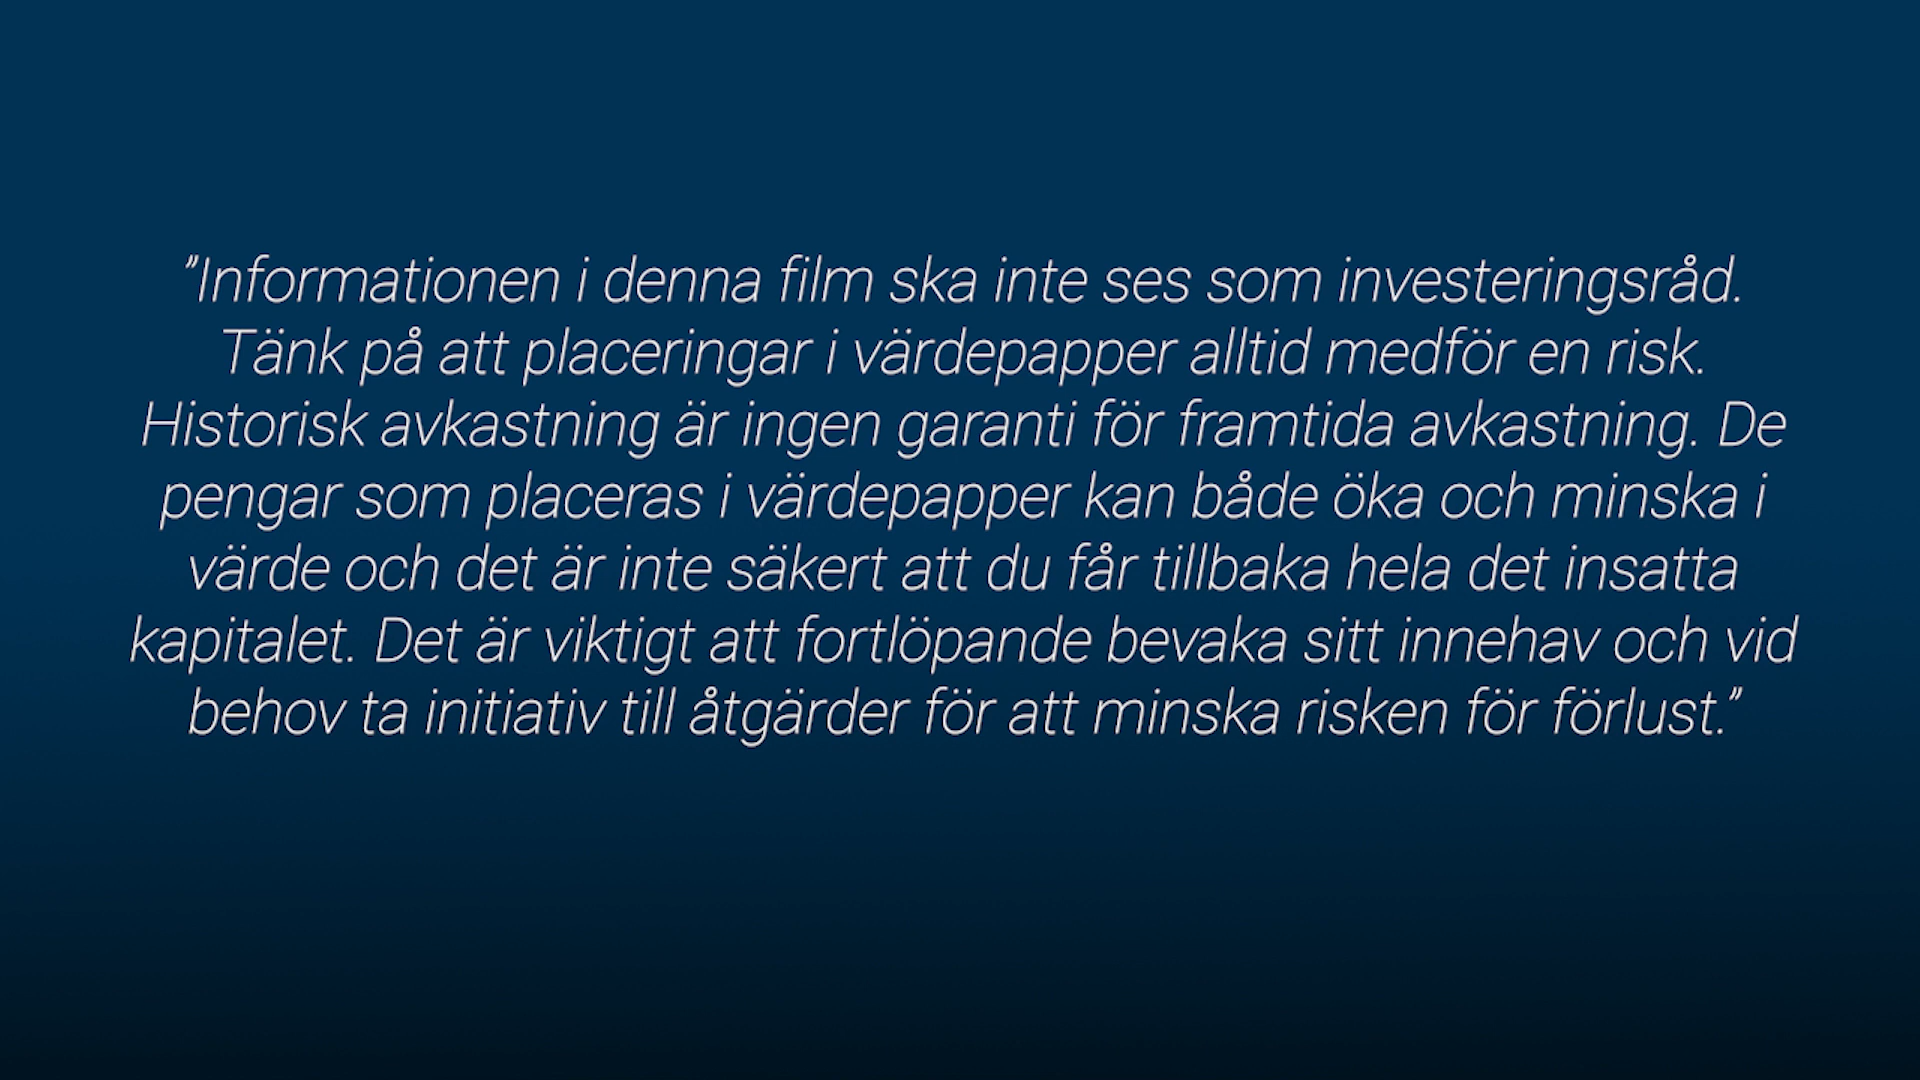 ”Informationen i denna film ska inte ses som investeringsråd.
Tänk på att placeringar i värdepapper alltid medför en risk.
Historisk avkastning är ingen garanti för framtida avkastning. De
pengar som placeras i värdepapper kan både öka och minska i
värde och det är inte säkert att du får tillbaka hela det insatta
kapitalet. Det är viktigt att fortlöpande bevaka sitt innehav och vid
behov ta initiativ till åtgärder för att minska risken för förlust.”